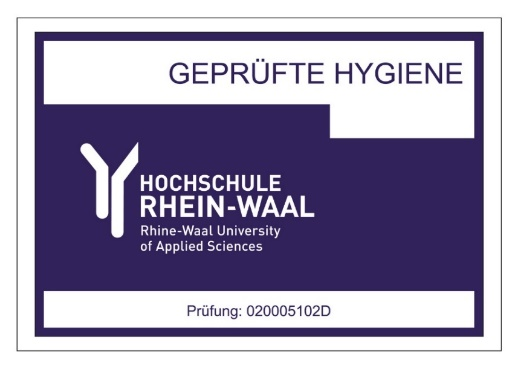 GEPRÜFTE HYGIENE
HOCHSCHULE
RHEIN-WAAL
Rhine-Waal University
of Applied Sciences
Prüfung: 020005102D